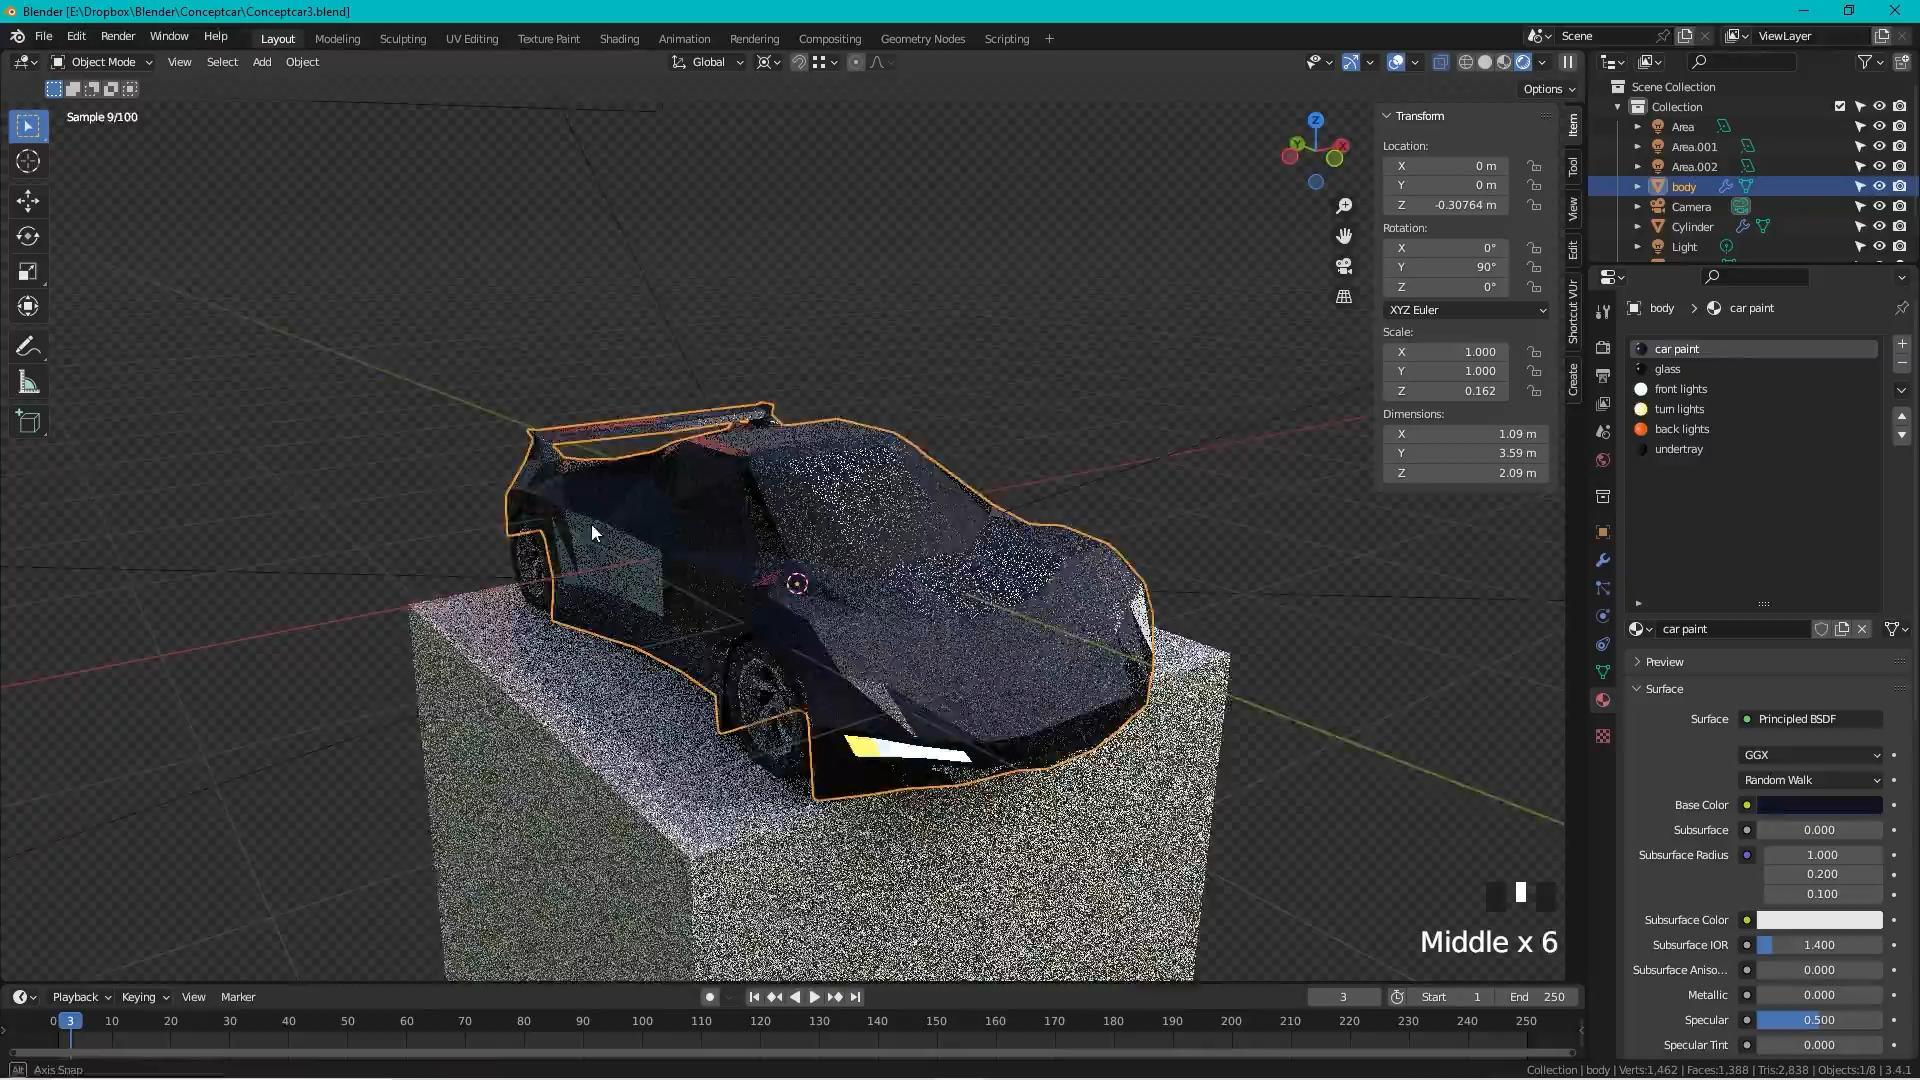 Blender [E:\Dropbox\Blender\Conceptcar\Conceptcar3.blend]
File Edit Render Window Help Layout Modeling Sculpting UV Editing Texture Paint Shading Animation Rendering Compositing Geometry Nodes Scripting + Scene ViewLayer
Object Mode View Select Add Object Global
Options
Sample 9/100
Transform
Location:
X 0 m
Y 0 m
Z -0.30764 m
Rotation:
X 0°
Y 90°
Z 0°
XYZ Euler
Scale:
X 1.000
Y 1.000
Z 0.162
Dimensions:
X 1.09 m
Y 3.59 m
Z 2.09 m
Item
Tool
View
Edit
Shortcut VUr
Create
Z
Y
X
Scene Collection
Collection
Area
Area.001
Area.002
body
Camera
Cylinder
Light
body > car paint
car paint
glass
front lights
turn lights
back lights
undertray
car paint
Preview
Surface
Surface Principled BSDF
GGX
Random Walk
Base Color
Subsurface 0.000
Subsurface Radius 1.000
0.200
0.100
Subsurface Color
Subsurface IOR 1.400
Subsurface Aniso... 0.000
Metallic 0.000
Specular 0.500
Specular Tint 0.000
Middle x 6
Playback Keying View Marker 3 Start 1 End 250
0 3 10 20 30 40 50 60 70 80 90 100 110 120 130 140 150 160 170 180 190 200 210 220 230 240 250
Alt Axis Snap
Collection | body | Verts:1,462 | Faces:1,388 | Tris:2,838 | Objects:1/8 | 3.4.1